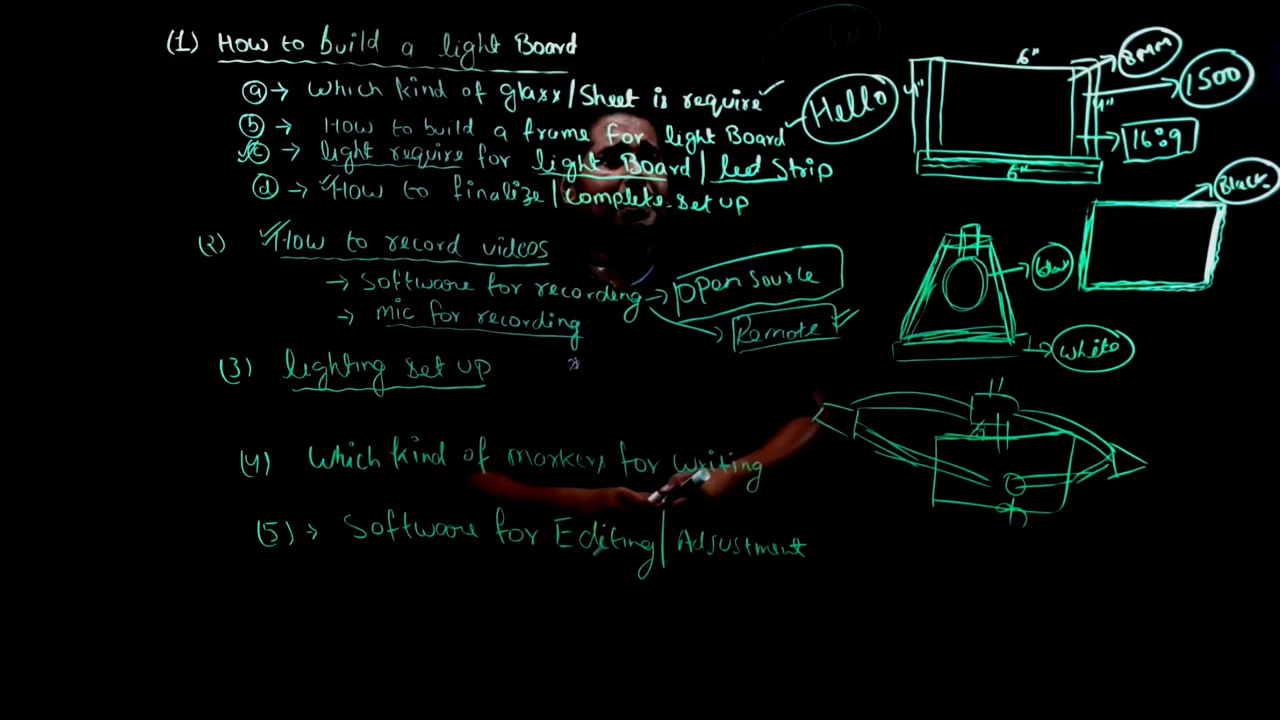 (1) How to build a light Board
(a) → Which kind of glass/Sheet is require ✓
(b) → How to build a frame for light Board ✓
(c) → light require for light Board | led Strip
(d) → How to finalize/complete set up
(2) How to record videos
→ Software for recording → Open Source
→ Remote ✓
→ mic for recording
(3) lighting set up
(4) Which kind of markers for writing
(5) → Software for Editing | Adjustment
Hello
6"
4"
4"
6"
8MM
1500
16:9
Black
White